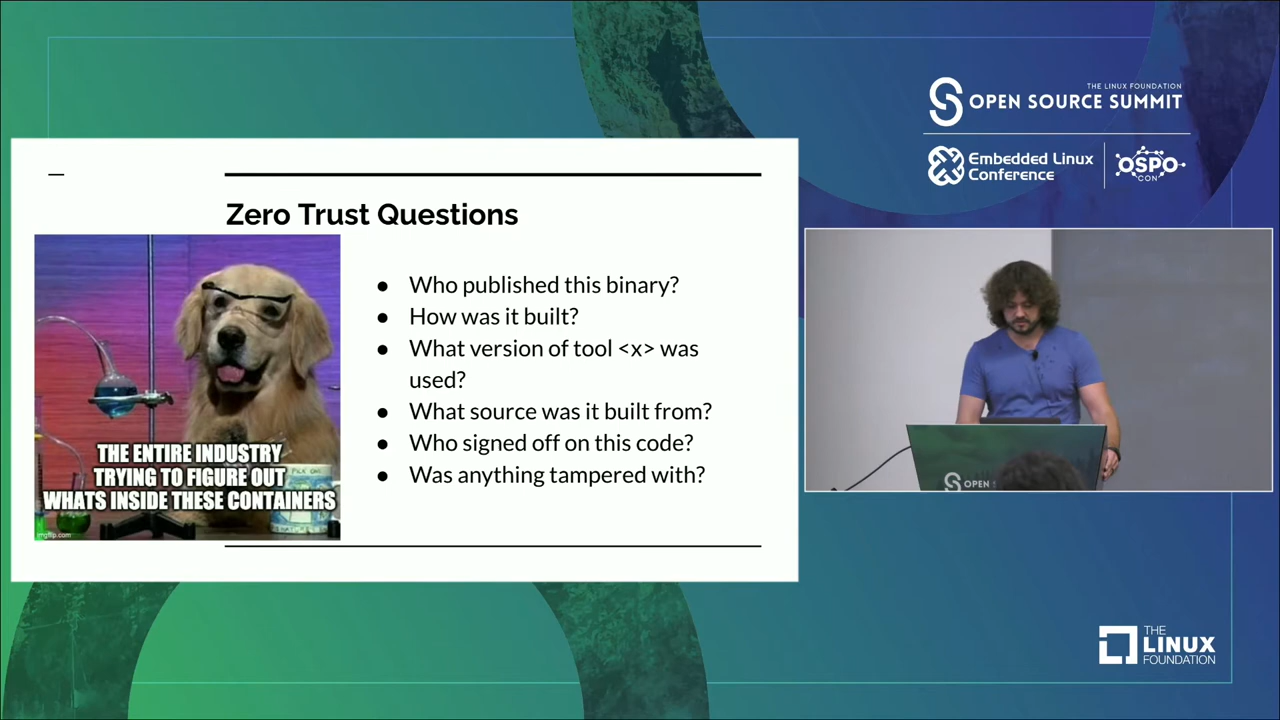 THE LINUX FOUNDATION
OPEN SOURCE SUMMIT
Embedded Linux
Conference
OSPO
CON
Zero Trust Questions
● Who published this binary?
● How was it built?
● What version of tool <x> was
used?
● What source was it built from?
● Who signed off on this code?
● Was anything tampered with?
THE ENTIRE INDUSTRY
TRYING TO FIGURE OUT
WHATS INSIDE THESE CONTAINERS
PICK ONE
imgflip.com
OPEN S
THE
LINUX
FOUNDATION